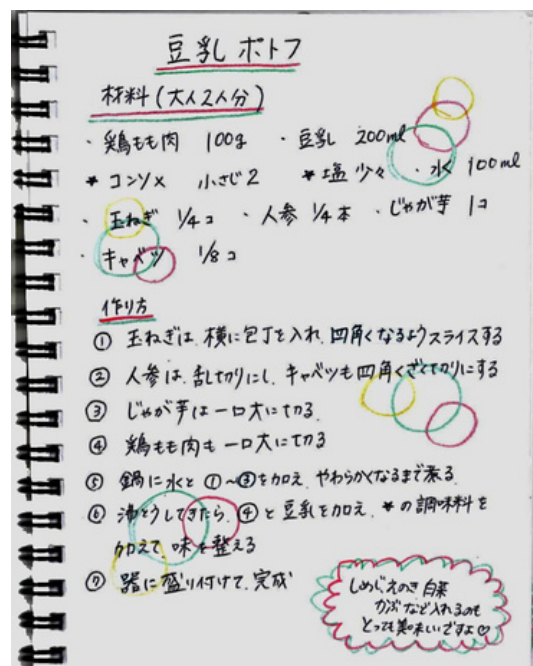 豆乳 ポトフ
材料(大人2人分)
・鶏もも肉 100g ・豆乳 200ml
* コンソメ 小さじ2 *塩 少々 ・水 100ml
・玉ねぎ 1/4コ ・人参 1/4本 ・じゃが芋 1コ
・キャベツ 1/8コ
作り方
① 玉ねぎは、横に包丁を入れ、四角くなるようスライスする
② 人参は、乱切りにし、キャベツも四角くざく切りにする
③ じゃが芋は一口大に切る
④ 鶏もも肉も一口大に切る
⑤ 鍋に水と①~③を加え、やわらかくなるまで煮る
⑥ 沸とうしてきたら、④と豆乳を加え、*の調味料を
加えて、味を整える
⑦ 器に盛り付けて、完成
しめじ、えのき 白菜
かぶなど入れるのも
とっても美味しいですよ♡